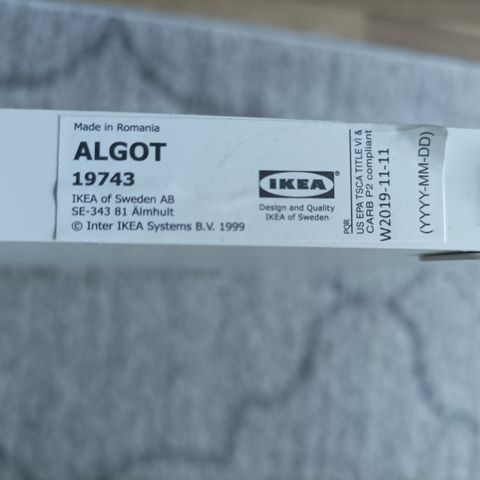 Made in Romania
ALGOT
19743
IKEA of Sweden AB
SE-343 81 Älmhult
© Inter IKEA Systems B.V. 1999
IKEA
Design and Quality
IKEA of Sweden
PQR
US EPA TSCA TITLE VI &
CARB P2 compliant
W2019-11-11
(YYYY-MM-DD)